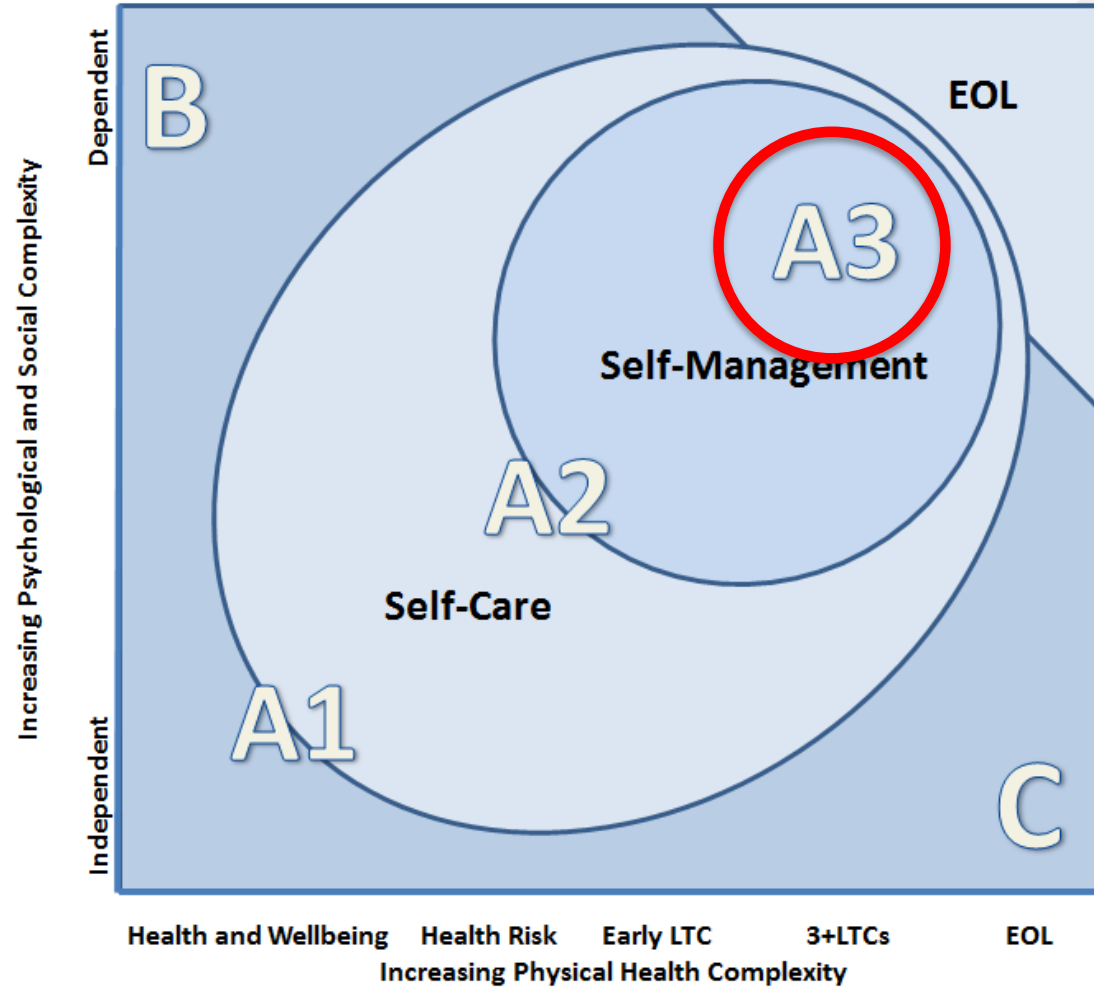 Increasing Psychological and Social Complexity
Dependent
Independent
B
EOL
A3
Self-Management
A2
Self-Care
A1
C
Health and Wellbeing Health Risk Early LTC 3+LTCs EOL
Increasing Physical Health Complexity